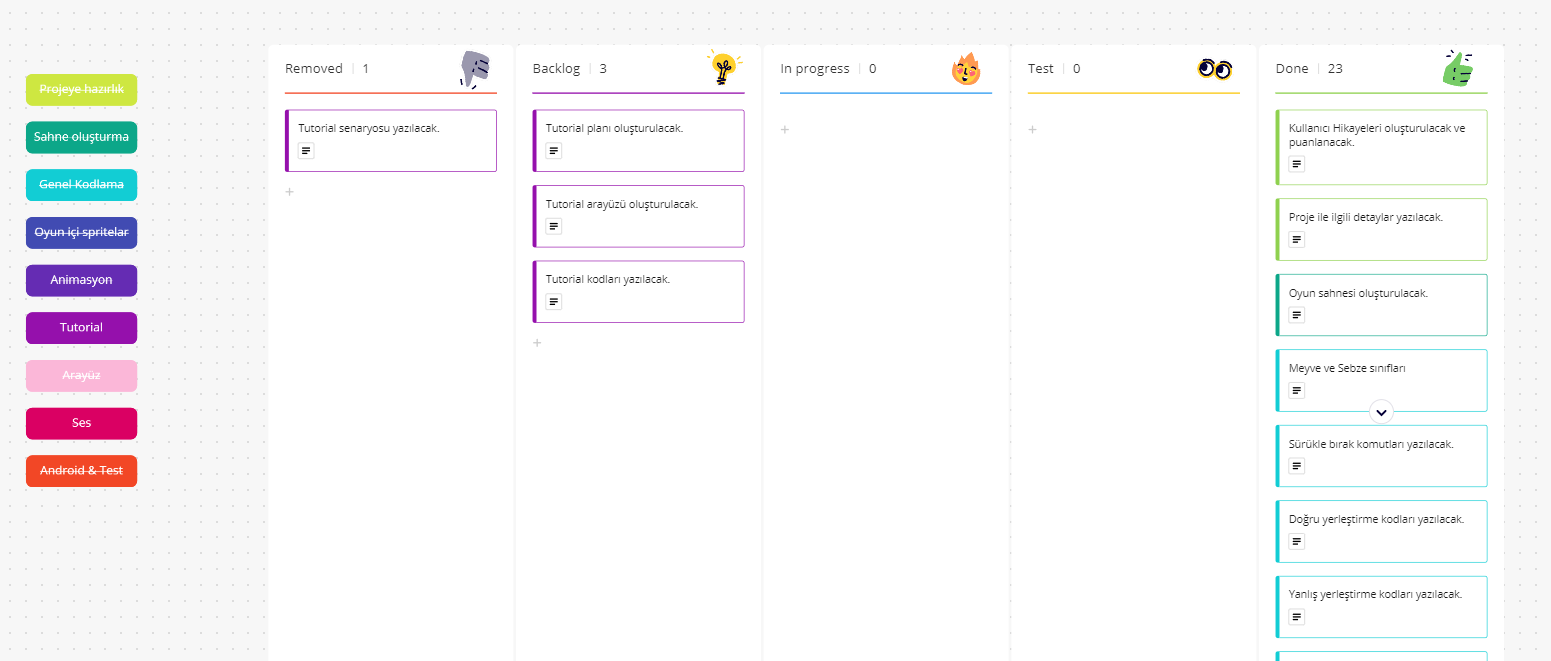 Projeye hazırlık
Sahne oluşturma
Genel Kodlama
Oyun içi spritelar
Animasyon
Tutorial
Arayüz
Ses
Android & Test
Removed 1
Tutorial senaryosu yazılacak.
Backlog 3
Tutorial planı oluşturulacak.
Tutorial arayüzü oluşturulacak.
Tutorial kodları yazılacak.
In progress 0
Test 0
Done 23
Kullanıcı Hikayeleri oluşturulacak ve
puanlanacak.
Proje ile ilgili detaylar yazılacak.
Oyun sahnesi oluşturulacak.
Meyve ve Sebze sınıfları
Sürükle bırak komutları yazılacak.
Doğru yerleştirme kodları yazılacak.
Yanlış yerleştirme kodları yazılacak.